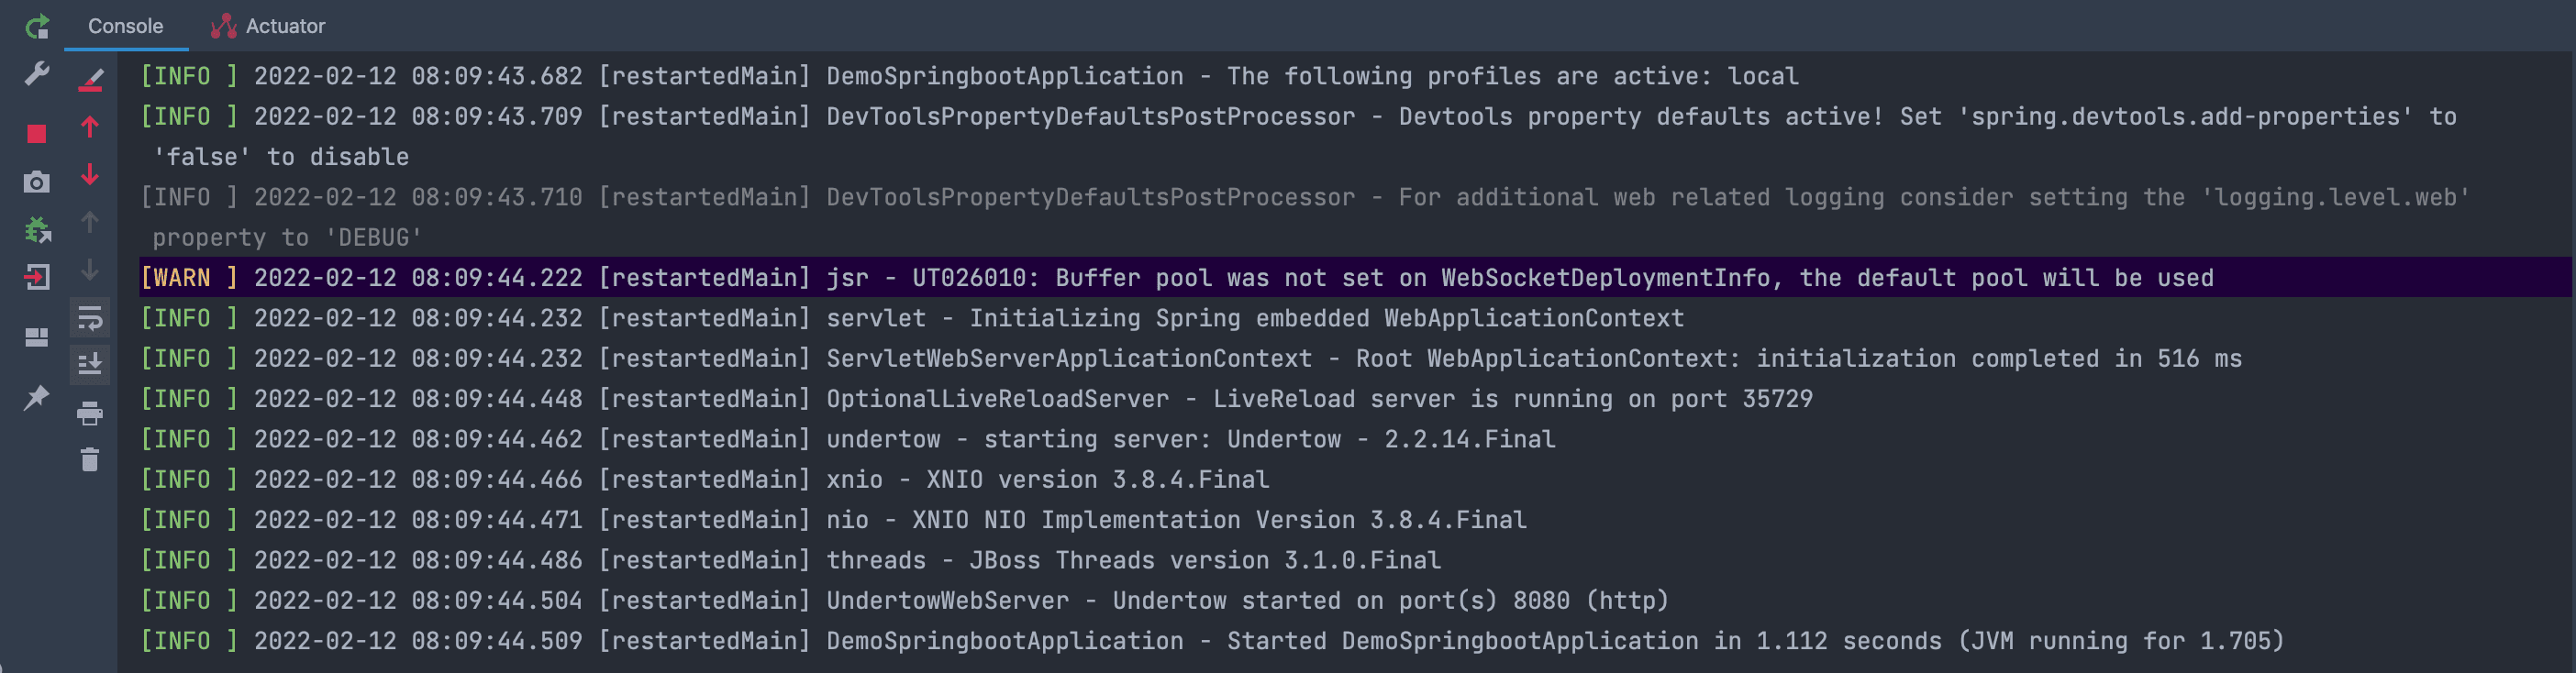 Console Actuator
[INFO ] 2022-02-12 08:09:43.682 [restartedMain] DemoSpringbootApplication - The following profiles are active: local
[INFO ] 2022-02-12 08:09:43.709 [restartedMain] DevToolsPropertyDefaultsPostProcessor - Devtools property defaults active! Set 'spring.devtools.add-properties' to
'false' to disable
[INFO ] 2022-02-12 08:09:43.710 [restartedMain] DevToolsPropertyDefaultsPostProcessor - For additional web related logging consider setting the 'logging.level.web'
property to 'DEBUG'
[WARN ] 2022-02-12 08:09:44.222 [restartedMain] jsr - UT026010: Buffer pool was not set on WebSocketDeploymentInfo, the default pool will be used
[INFO ] 2022-02-12 08:09:44.232 [restartedMain] servlet - Initializing Spring embedded WebApplicationContext
[INFO ] 2022-02-12 08:09:44.232 [restartedMain] ServletWebServerApplicationContext - Root WebApplicationContext: initialization completed in 516 ms
[INFO ] 2022-02-12 08:09:44.448 [restartedMain] OptionalLiveReloadServer - LiveReload server is running on port 35729
[INFO ] 2022-02-12 08:09:44.462 [restartedMain] undertow - starting server: Undertow - 2.2.14.Final
[INFO ] 2022-02-12 08:09:44.466 [restartedMain] xnio - XNIO version 3.8.4.Final
[INFO ] 2022-02-12 08:09:44.471 [restartedMain] nio - XNIO NIO Implementation Version 3.8.4.Final
[INFO ] 2022-02-12 08:09:44.486 [restartedMain] threads - JBoss Threads version 3.1.0.Final
[INFO ] 2022-02-12 08:09:44.504 [restartedMain] UndertowWebServer - Undertow started on port(s) 8080 (http)
[INFO ] 2022-02-12 08:09:44.509 [restartedMain] DemoSpringbootApplication - Started DemoSpringbootApplication in 1.112 seconds (JVM running for 1.705)